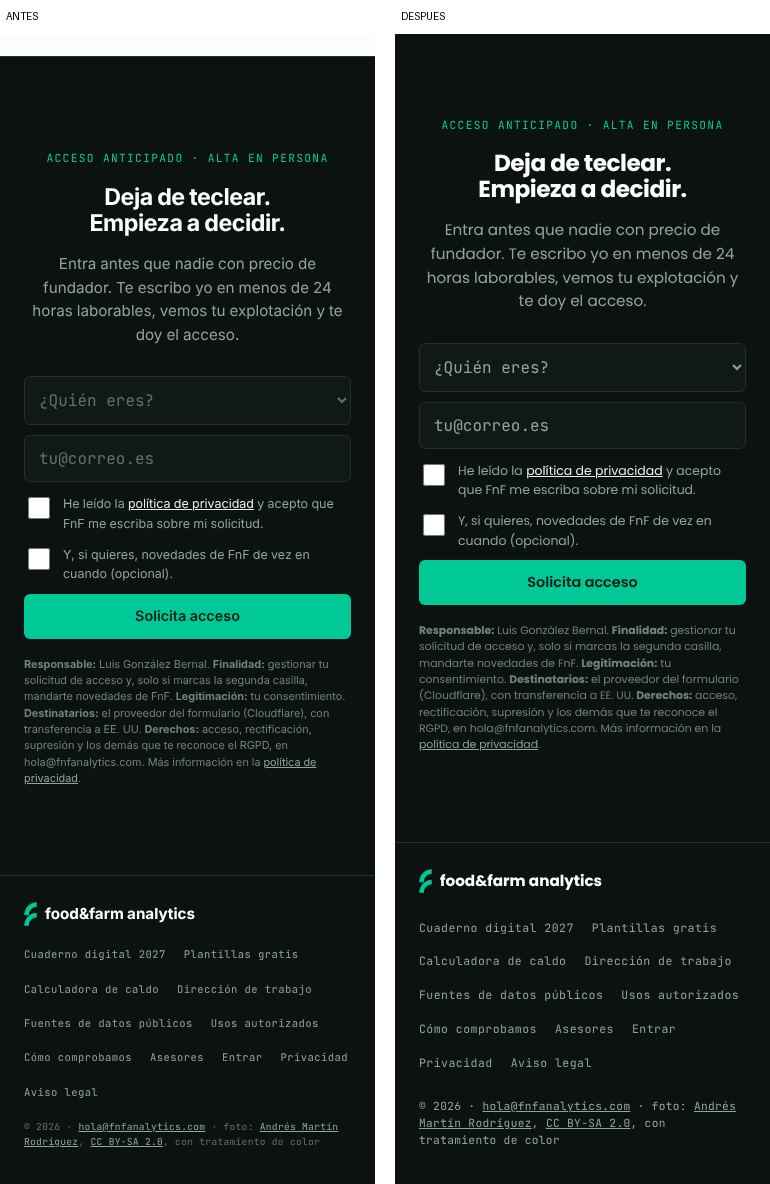 ANTES
ACCESO ANTICIPADO · ALTA EN PERSONA
Deja de teclear.
Empieza a decidir.
Entra antes que nadie con precio de
fundador. Te escribo yo en menos de 24
horas laborables, vemos tu explotación y te
doy el acceso.
¿Quién eres?
tu@correo.es
He leído la política de privacidad y acepto que
FnF me escriba sobre mi solicitud.
Y, si quieres, novedades de FnF de vez en
cuando (opcional).
Solicita acceso
Responsable: Luis González Bernal. Finalidad: gestionar tu
solicitud de acceso y, solo si marcas la segunda casilla,
mandarte novedades de FnF. Legitimación: tu consentimiento.
Destinatarios: el proveedor del formulario (Cloudflare), con
transferencia a EE. UU. Derechos: acceso, rectificación,
supresión y los demás que te reconoce el RGPD, en
hola@fnfanalytics.com. Más información en la política de
privacidad.
food&farm analytics
Cuaderno digital 2027 Plantillas gratis
Calculadora de caldo Dirección de trabajo
Fuentes de datos públicos Usos autorizados
Cómo comprobamos Asesores Entrar Privacidad
Aviso legal
© 2026 · hola@fnfanalytics.com · foto: Andrés Martín
Rodríguez, CC BY-SA 2.0, con tratamiento de color
DESPUES
ACCESO ANTICIPADO · ALTA EN PERSONA
Deja de teclear.
Empieza a decidir.
Entra antes que nadie con precio de
fundador. Te escribo yo en menos de 24
horas laborables, vemos tu explotación y
te doy el acceso.
¿Quién eres?
tu@correo.es
He leído la política de privacidad y acepto
que FnF me escriba sobre mi solicitud.
Y, si quieres, novedades de FnF de vez en
cuando (opcional).
Solicita acceso
Responsable: Luis González Bernal. Finalidad: gestionar tu
solicitud de acceso y, solo si marcas la segunda casilla,
mandarte novedades de FnF. Legitimación: tu
consentimiento. Destinatarios: el proveedor del formulario
(Cloudflare), con transferencia a EE. UU. Derechos: acceso,
rectificación, supresión y los demás que te reconoce el
RGPD, en hola@fnfanalytics.com. Más información en la
política de privacidad.
food&farm analytics
Cuaderno digital 2027 Plantillas gratis
Calculadora de caldo Dirección de trabajo
Fuentes de datos públicos Usos autorizados
Cómo comprobamos Asesores Entrar
Privacidad Aviso legal
© 2026 · hola@fnfanalytics.com · foto: Andrés
Martín Rodríguez, CC BY-SA 2.0, con
tratamiento de color